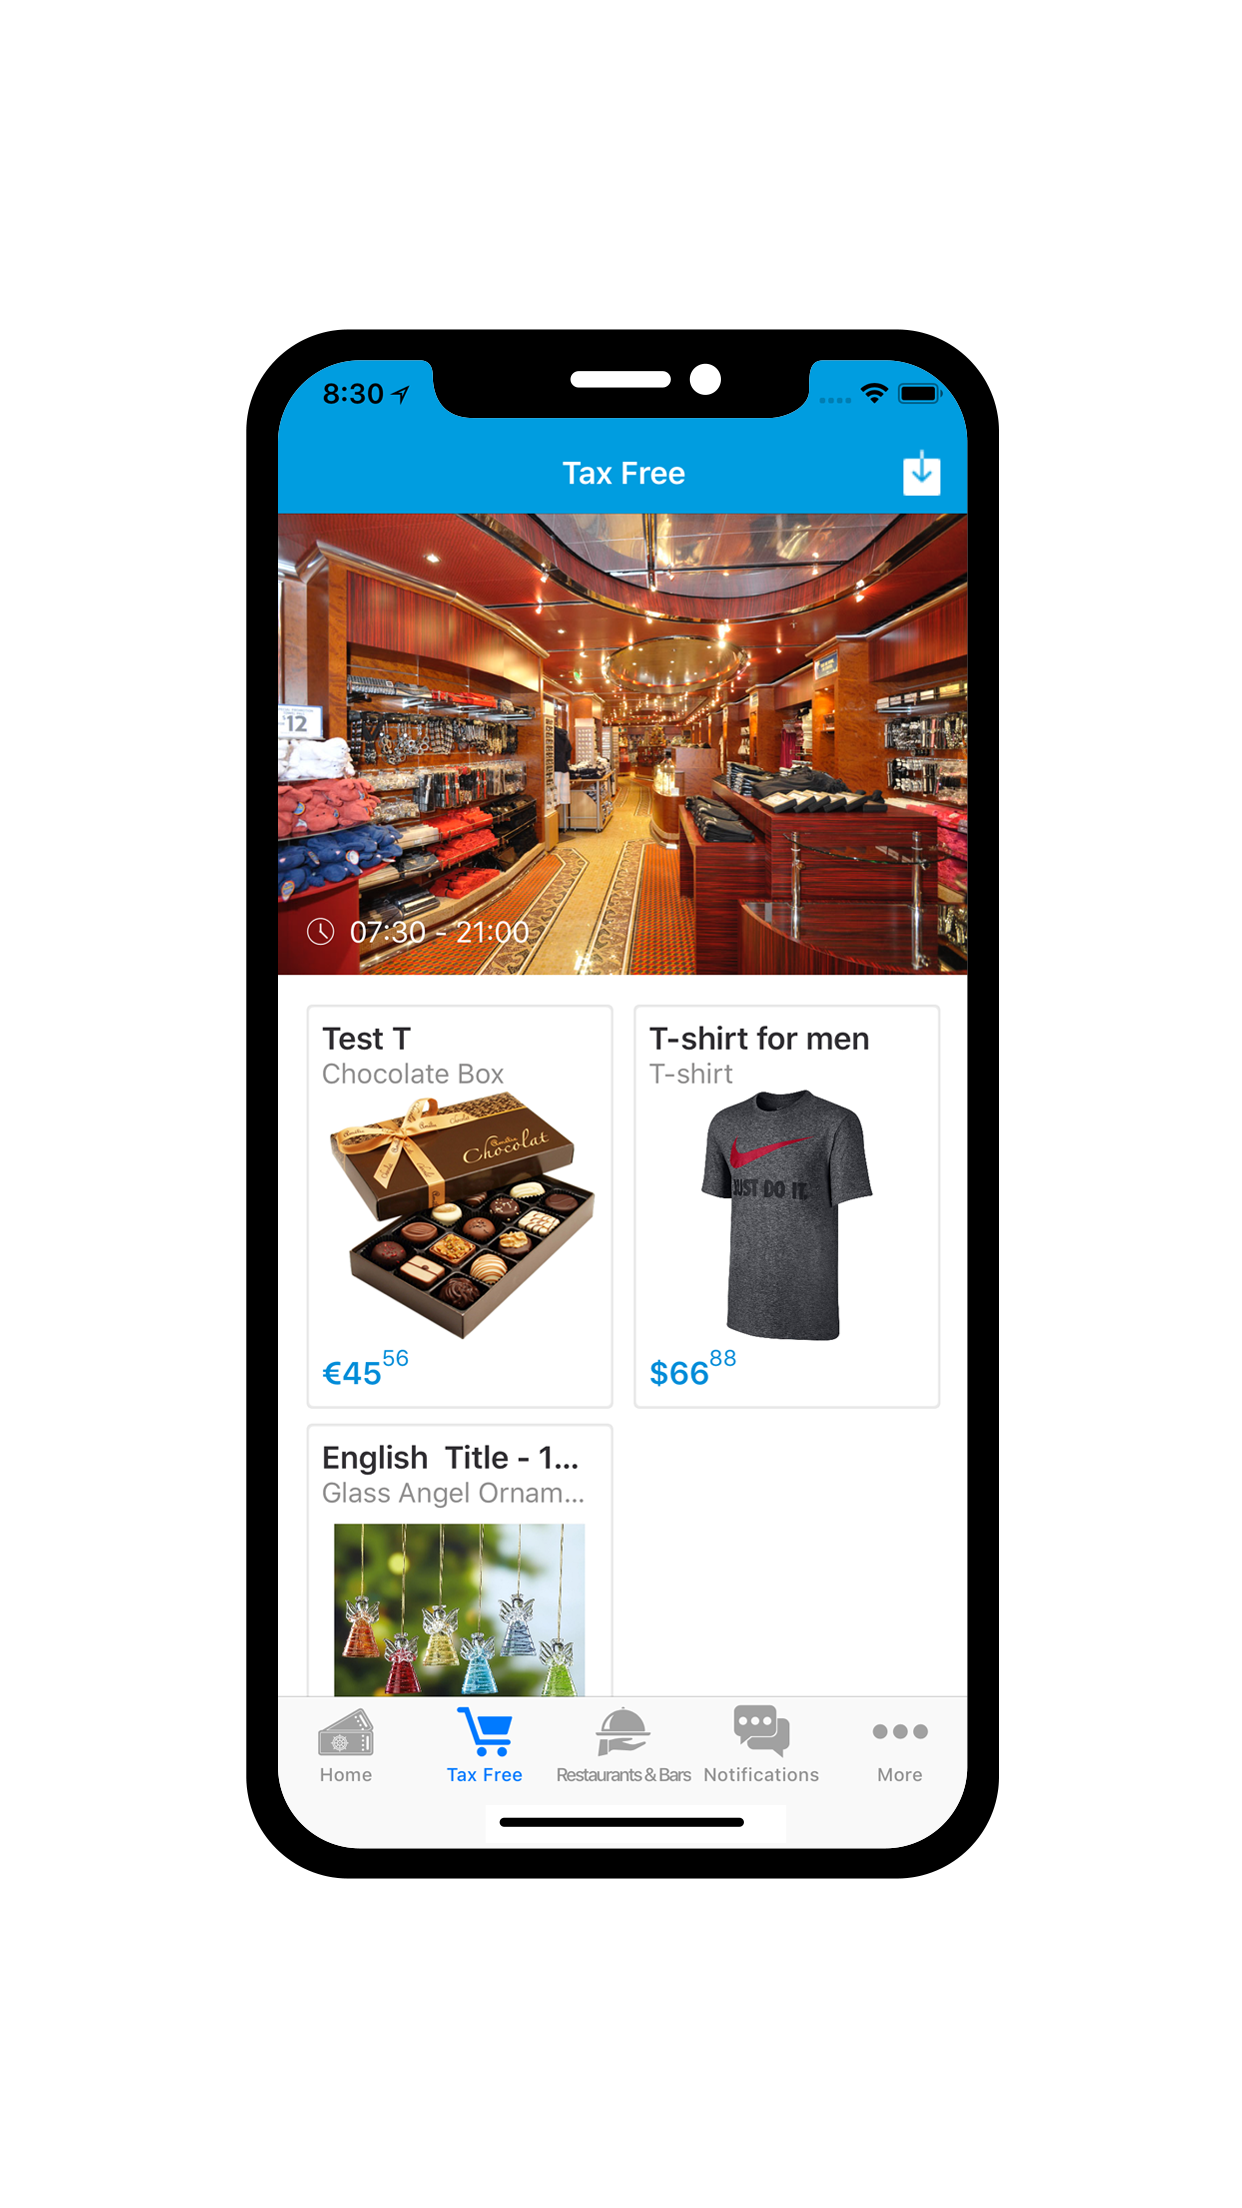 8:30
Tax Free
12
07:30 - 21:00
Test T
Chocolate Box
Chocolat
€45 56
T-shirt for men
T-shirt
JUST DO IT.
$66 88
English  Title - 1...
Glass Angel Ornam...
Home
Tax Free
Restaurants & Bars
Notifications
More